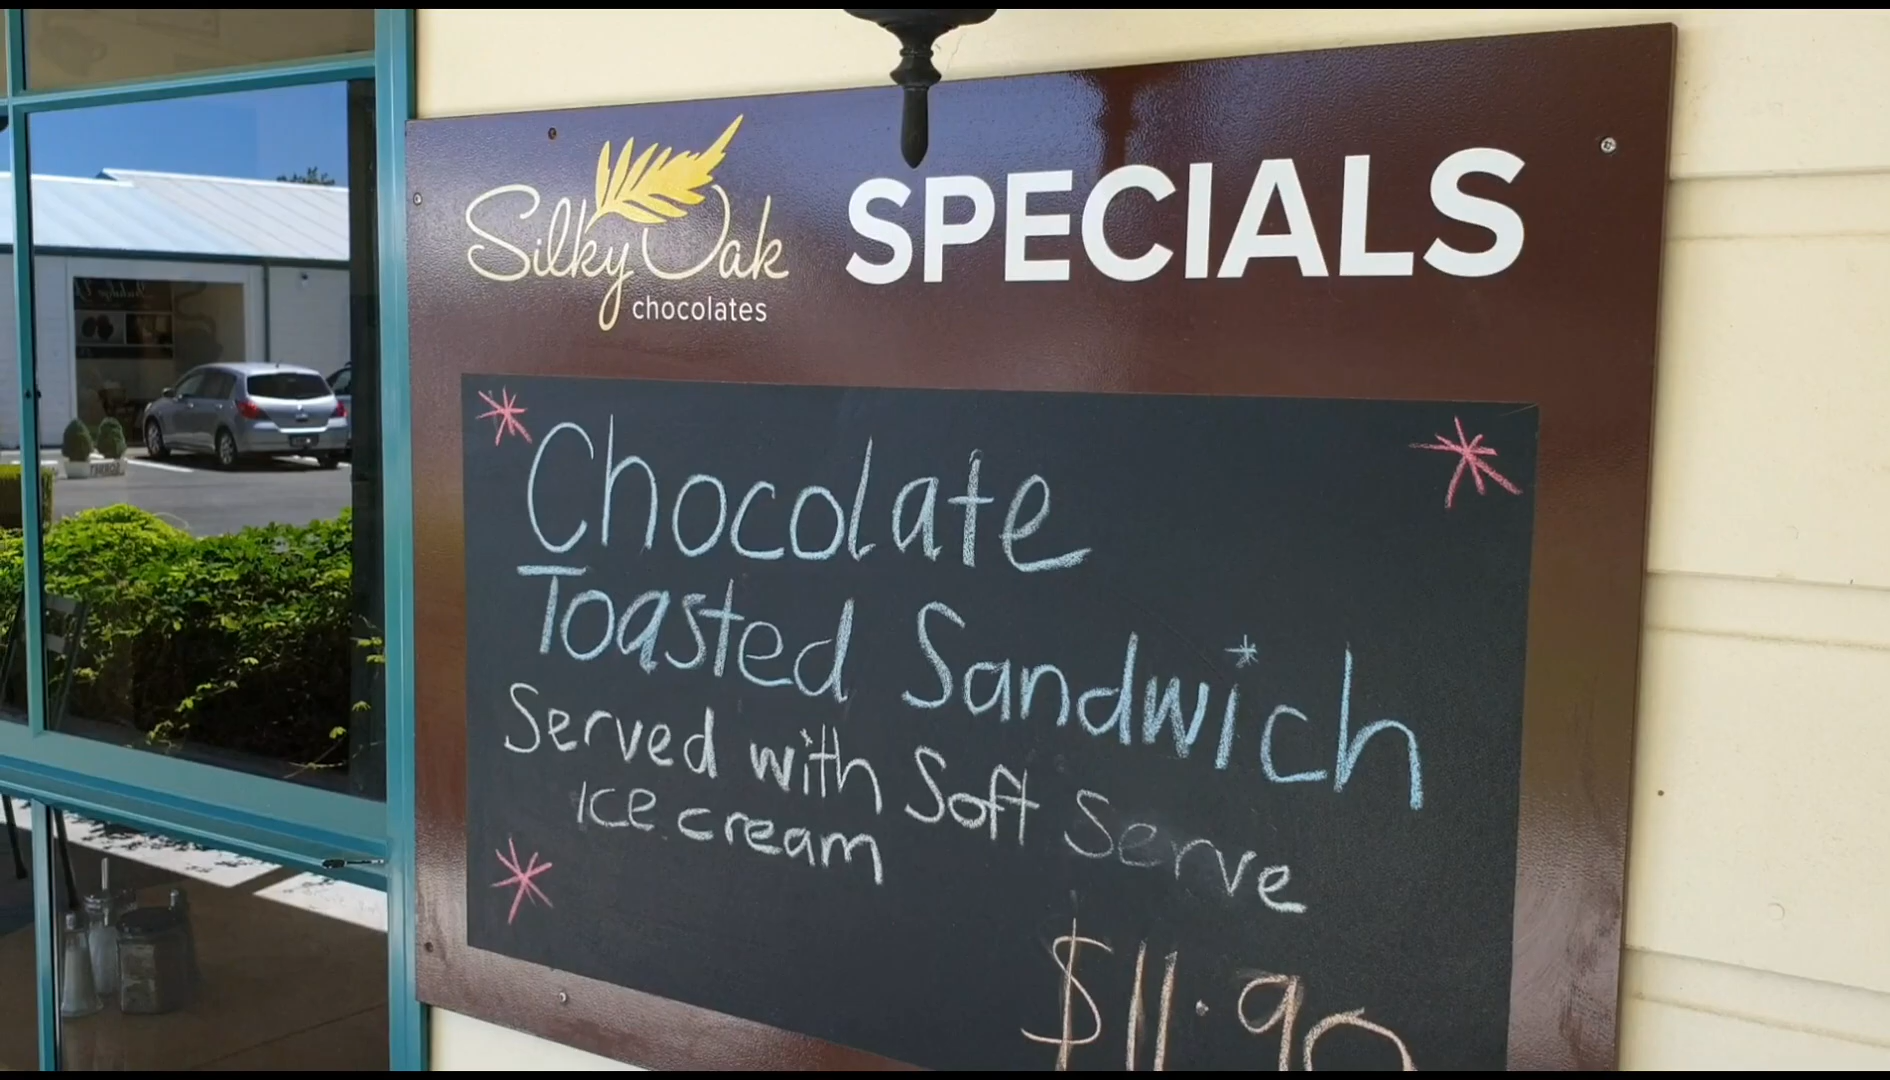 Silky Oak
chocolates
SPECIALS
Chocolate
Toasted Sandwich
Served with Soft Serve
Ice cream
$11.90